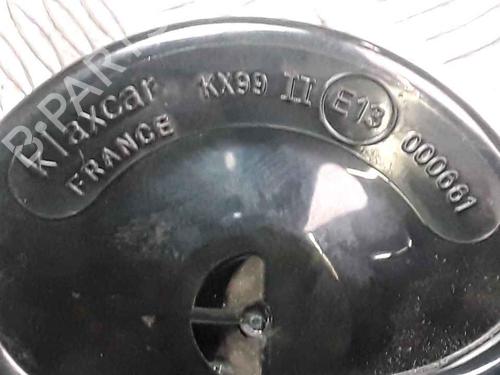 Klaxcar KX99 II E13 000661
FRANCE
B-PARTS